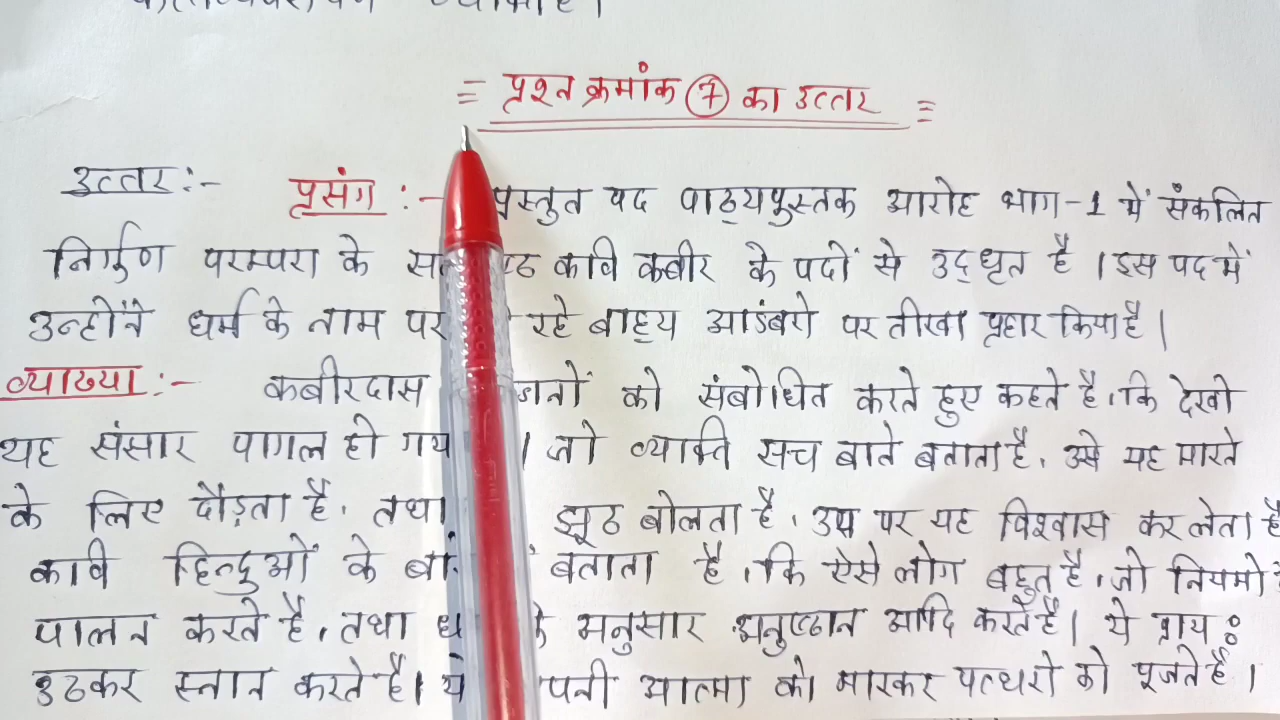 = प्रश्न क्रमांक ⑦ का उत्तर =
उत्तर:- प्रसंग :- प्रस्तुत पद पाठ्यपुस्तक आरोह भाग-1 में संकलित
निर्गुण परम्परा के कवि कबीर के पदों से उद्धृत है। इस पद में
उन्होंने धर्म के नाम पर रहे बाह्य आडंबरो पर तीखा प्रहार किया है।
व्याख्या:- कबीरदास को संबोधित करते हुए कहते है, कि देखो
यह संसार पागल हो । जो व्यक्ति सच बाते बताता है, उसे यह मारने
के लिए दौड़ता है, तथा झूठ बोलता है, उस पर यह विश्वास कर लेता है
कवि हिन्दुओं के बताता है, कि ऐसे लोग बहुत है, जो नियमो
पालन करते है, तथा के अनुसार अनुष्ठान आदि करते है। ये प्रायः
उठकर स्नान करते है। ये आत्मा को मारकर पत्थरो को पूजते है।